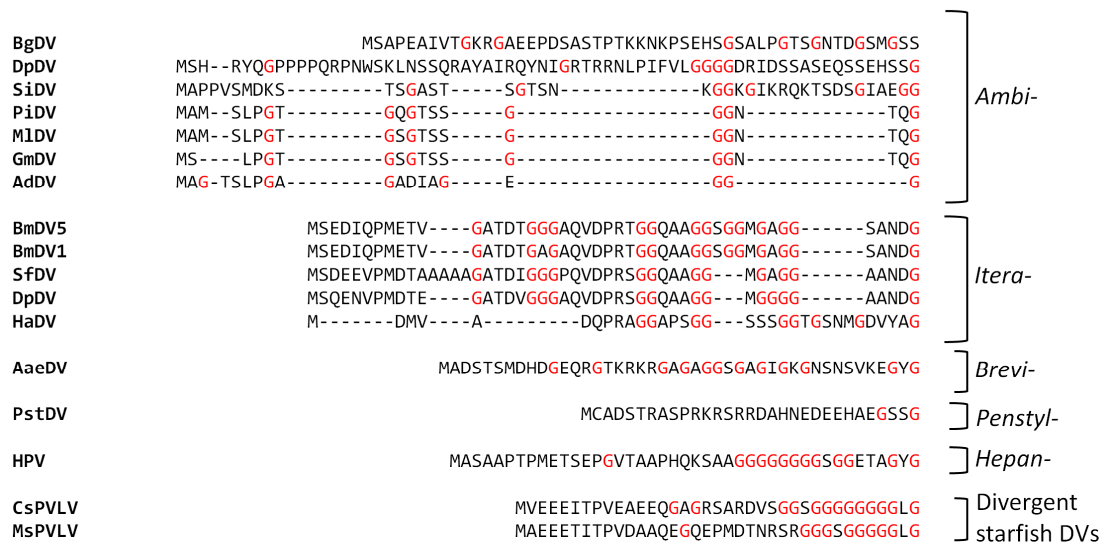 BgDV MSAPEAIVTGKRGAEEPDSASTPTKKNKPSEHSGSALPGTSGNTDGSMGSS
DpDV MSH--RYQGPPPPQRPNWSKLNSSQRAYAIRQYNIGRTRRNLPIFVLGGGGDRIDSSASEQSSEHSSG
SiDV MAPPVSMDKS---------TSGAST------SGTSN-------------KGGKGIKRQKTSDSGIAEGG
PiDV MAM--SLPGT---------GQGTSS-----G------------------GGN-------------TQG
MlDV MAM--SLPGT---------GSGTSS-----G------------------GGN-------------TQG
GmDV MS----LPGT---------GSGTSS-----G------------------GGN-------------TQG
AdDV MAG-TSLPGA---------GADIAG-----E------------------GG----------------G
Ambi-
BmDV5 MSEDIQPMETV----GATDTGGGAQVDPRTGGQAAGGSGGMGAGG------SANDG
BmDV1 MSEDIQPMETV----GATDTGAGAQVDPRTGGQAAGGSGGMGAGG------SANDG
SfDV MSDEEVPMDTAAAAAGATDIGGGPQVDPRSGGQAAGG---MGAGG------AANDG
DpDV MSQENVPMDTE----GATDVGGGAQVDPRSGGQAAGG---MGGGG------AANDG
HaDV M-------DMV----A---------DQPRAGGAPSGG---SSSGGTGSNMGDVYAG
Itera-
AaeDV MADSTSMDHDGEQRGTKRKRGAGAGGSGAGIGKGNSNSVKEGYG
Brevi-
PstDV MCADSTRASPRKRSRRDAHNEDEEHAEGSSG
Penstyl-
HPV MASAAPTPMETSEPGVTAAPHQKSAAGGGGGGGGSGGETAGYG
Hepan-
CsPVLV MVEEEITPVEAEEQGAGRSARDVSGGSGGGGGGGGLG
MsPVLV MAEEETITPVDAAQEGQEPMDTNRSRGGGSGGGGGLG
Divergent
starfish DVs